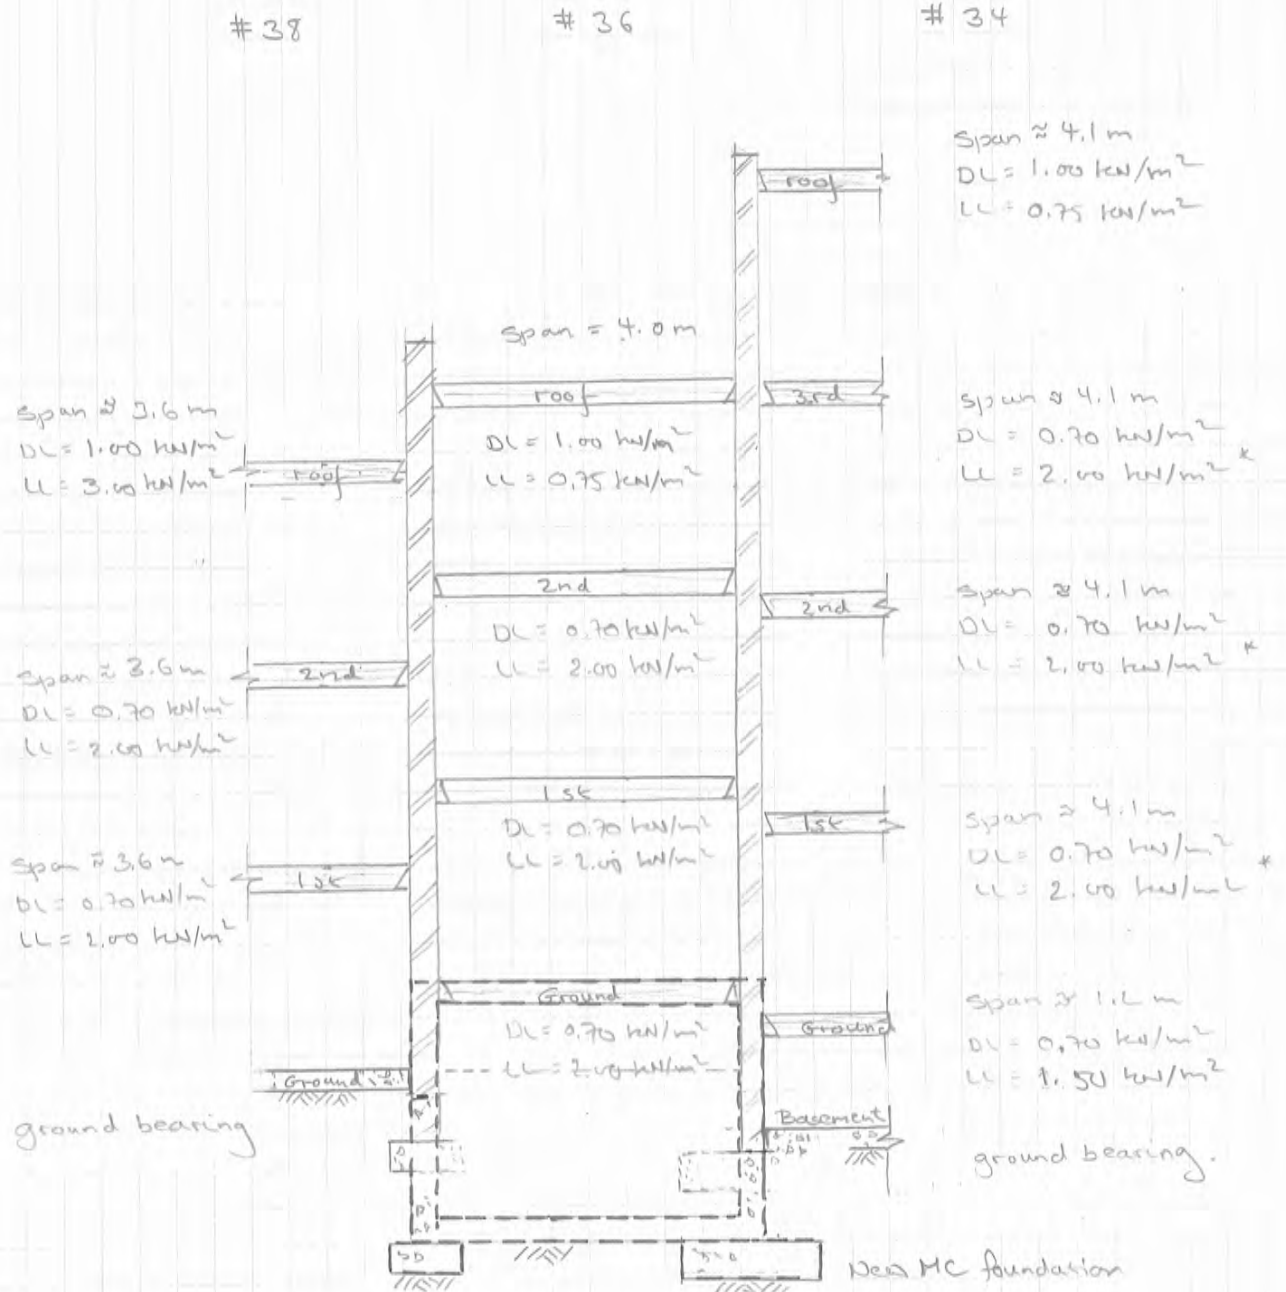 # 38
# 36
# 34
Span ≈ 4.1 m
DL = 1.00 kN/m²
LL = 0.75 kN/m²
roof
Span = 4.0 m
Span ≈ 3.6 m
DL = 1.00 kN/m²
LL = 3.00 kN/m²
roof
roof
DL = 1.00 kN/m²
LL = 0.75 kN/m²
3rd
Span ≈ 4.1 m
DL = 0.70 kN/m²
LL = 2.00 kN/m² *
2nd
DL = 0.70 kN/m²
LL = 2.00 kN/m²
2nd
Span ≈ 4.1 m
DL = 0.70 kN/m²
LL = 2.00 kN/m² *
Span ≈ 3.6 m
DL = 0.70 kN/m²
LL = 2.00 kN/m²
2nd
1st
DL = 0.70 kN/m²
LL = 2.00 kN/m²
1st
Span ≈ 4.1 m
DL = 0.70 kN/m²
LL = 2.00 kN/m² *
Span ≈ 3.6 m
DL = 0.70 kN/m²
LL = 2.00 kN/m²
1st
Ground
DL = 0.70 kN/m²
LL = 2.00 kN/m²
Ground
Span ≈
DL = 0.70 kN/m²
LL = 1.50 kN/m²
Ground
ground bearing
Basement
ground bearing.
New MC foundation